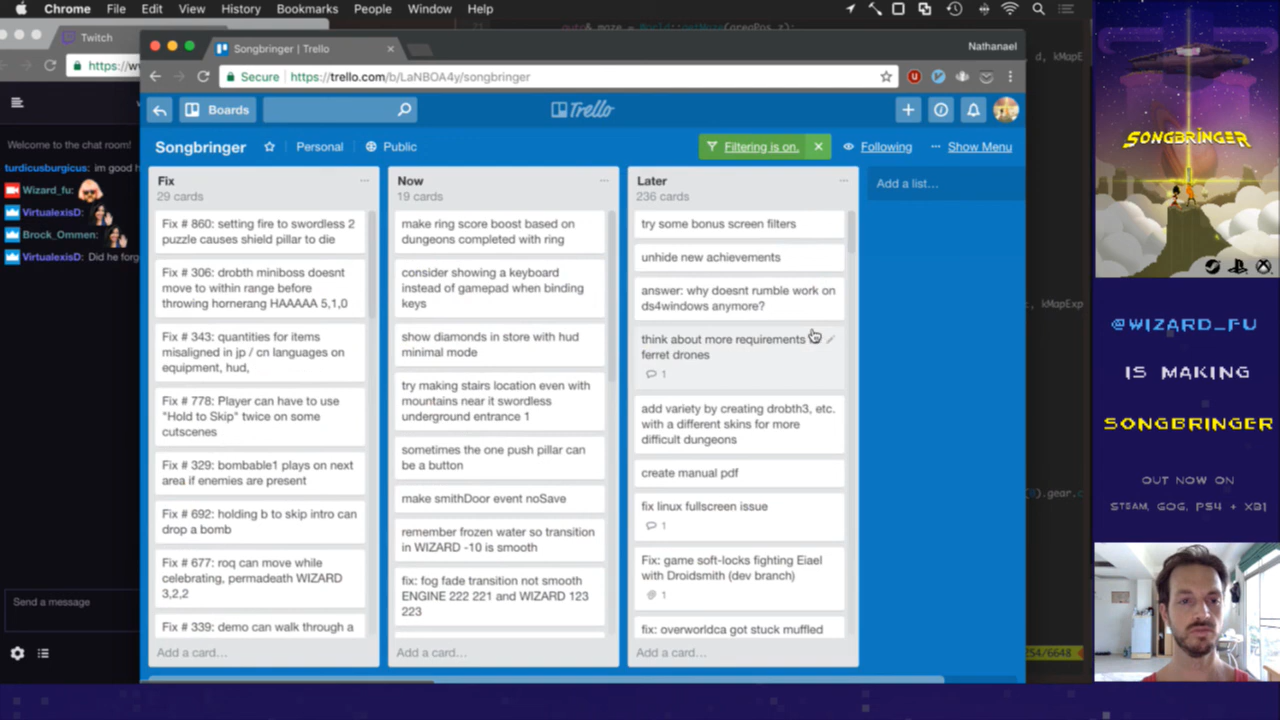 Chrome File Edit View History Bookmarks People Window Help
Twitch
https://w
Welcome to the chat room!
turdicusburgicus: im good h
Wizard_fu:
VirtualexisD:
Brock_Ommen:
VirtualexisD: Did he forg
Send a message
Songbringer | Trello
Nathanael
Secure https://trello.com/b/LaNBOA4y/songbringer
Boards
Trello
Songbringer Personal Public
Filtering is on. Following Show Menu
Fix
29 cards
Fix # 860: setting fire to swordless 2
puzzle causes shield pillar to die
Fix # 306: drobth miniboss doesnt
move to within range before
throwing hornerang HAAAAA 5,1,0
Fix # 343: quantities for items
misaligned in jp / cn languages on
equipment, hud,
Fix # 778: Player can have to use
"Hold to Skip" twice on some
cutscenes
Fix # 329: bombable1 plays on next
area if enemies are present
Fix # 692: holding b to skip intro can
drop a bomb
Fix # 677: roq can move while
celebrating, permadeath WIZARD
3,2,2
Fix # 339: demo can walk through a
Add a card...
Now
19 cards
make ring score boost based on
dungeons completed with ring
consider showing a keyboard
instead of gamepad when binding
keys
show diamonds in store with hud
minimal mode
try making stairs location even with
mountains near it swordless
underground entrance 1
sometimes the one push pillar can
be a button
make smithDoor event noSave
remember frozen water so transition
in WIZARD -10 is smooth
fix: fog fade transition not smooth
ENGINE 222 221 and WIZARD 123
223
Add a card...
Later
236 cards
try some bonus screen filters
unhide new achievements
answer: why doesnt rumble work on
ds4windows anymore?
think about more requirements
ferret drones
1
add variety by creating drobth3, etc.
with a different skins for more
difficult dungeons
create manual pdf
fix linux fullscreen issue
1
Fix: game soft-locks fighting Eiael
with Droidsmith (dev branch)
1
fix: overworldca got stuck muffled
Add a card...
Add a list...
d, kMapE
, kMapExp
0).gear.c
254/6648
SONGBRINGER
@WIZARD_FU
IS MAKING
SONGBRINGER
OUT NOW ON
STEAM, GOG, PS4 + XB1